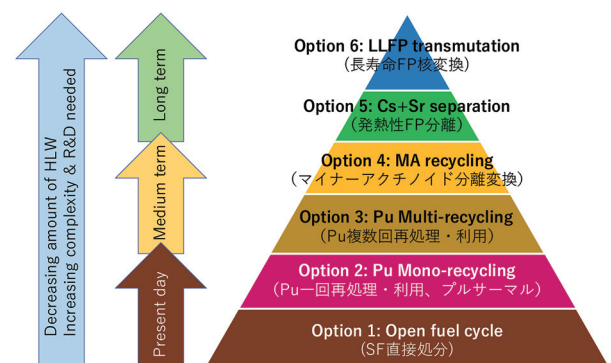 Decreasing amount of HLW
Increasing complexity & R&D needed
Long term
Medium term
Present day
Option 6: LLFP transmutation
(長寿命FP核変換)
Option 5: Cs+Sr separation
(発熱性FP分離)
Option 4: MA recycling
(マイナーアクチノイド分離変換)
Option 3: Pu Multi-recycling
(Pu複数回再処理・利用)
Option 2: Pu Mono-recycling
(Pu一回再処理・利用、プルサーマル)
Option 1: Open fuel cycle
(SF直接処分)